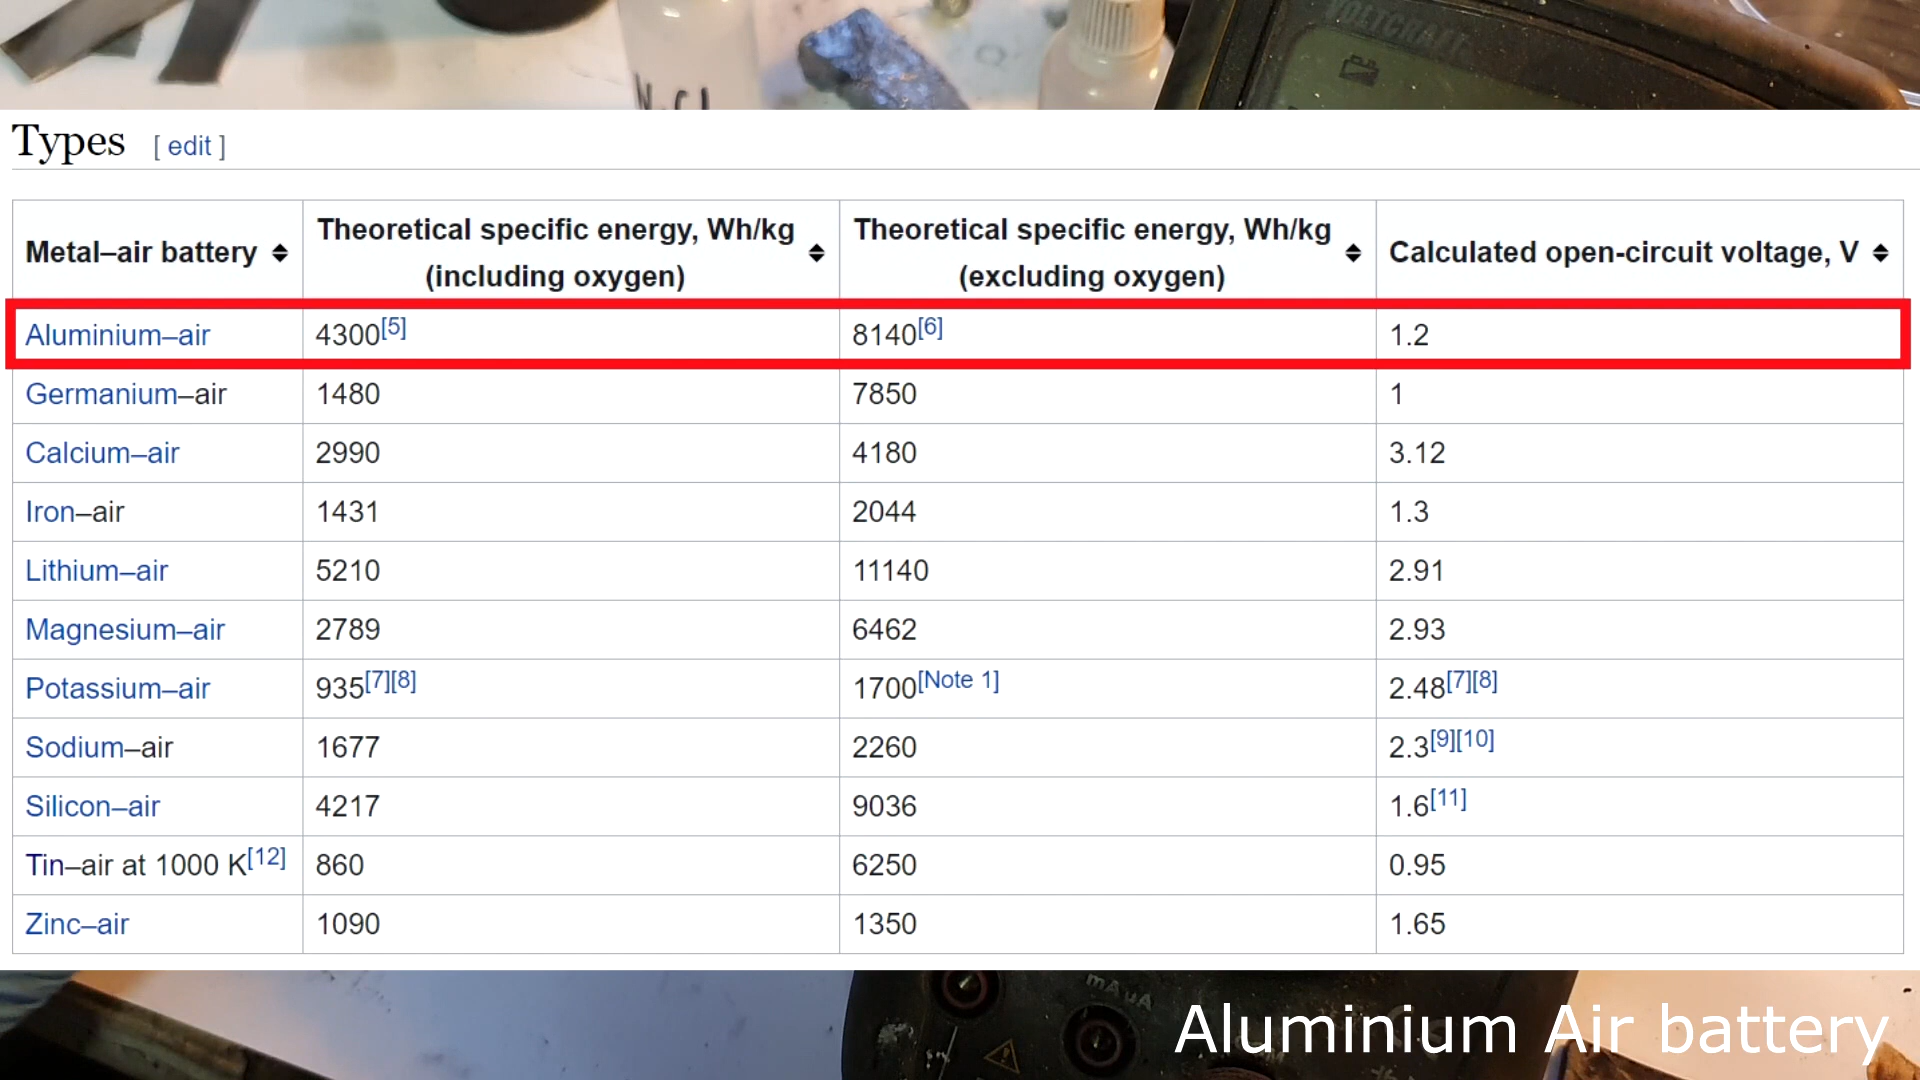 VOLTCRAFT
Types [ edit ]
Metal–air battery Theoretical specific energy, Wh/kg (including oxygen) Theoretical specific energy, Wh/kg (excluding oxygen) Calculated open-circuit voltage, V
Aluminium–air 4300[5] 8140[6] 1.2
Germanium–air 1480 7850 1
Calcium–air 2990 4180 3.12
Iron–air 1431 2044 1.3
Lithium–air 5210 11140 2.91
Magnesium–air 2789 6462 2.93
Potassium–air 935[7][8] 1700[Note 1] 2.48[7][8]
Sodium–air 1677 2260 2.3[9][10]
Silicon–air 4217 9036 1.6[11]
Tin–air at 1000 K[12] 860 6250 0.95
Zinc–air 1090 1350 1.65
mA µA
Aluminium Air battery